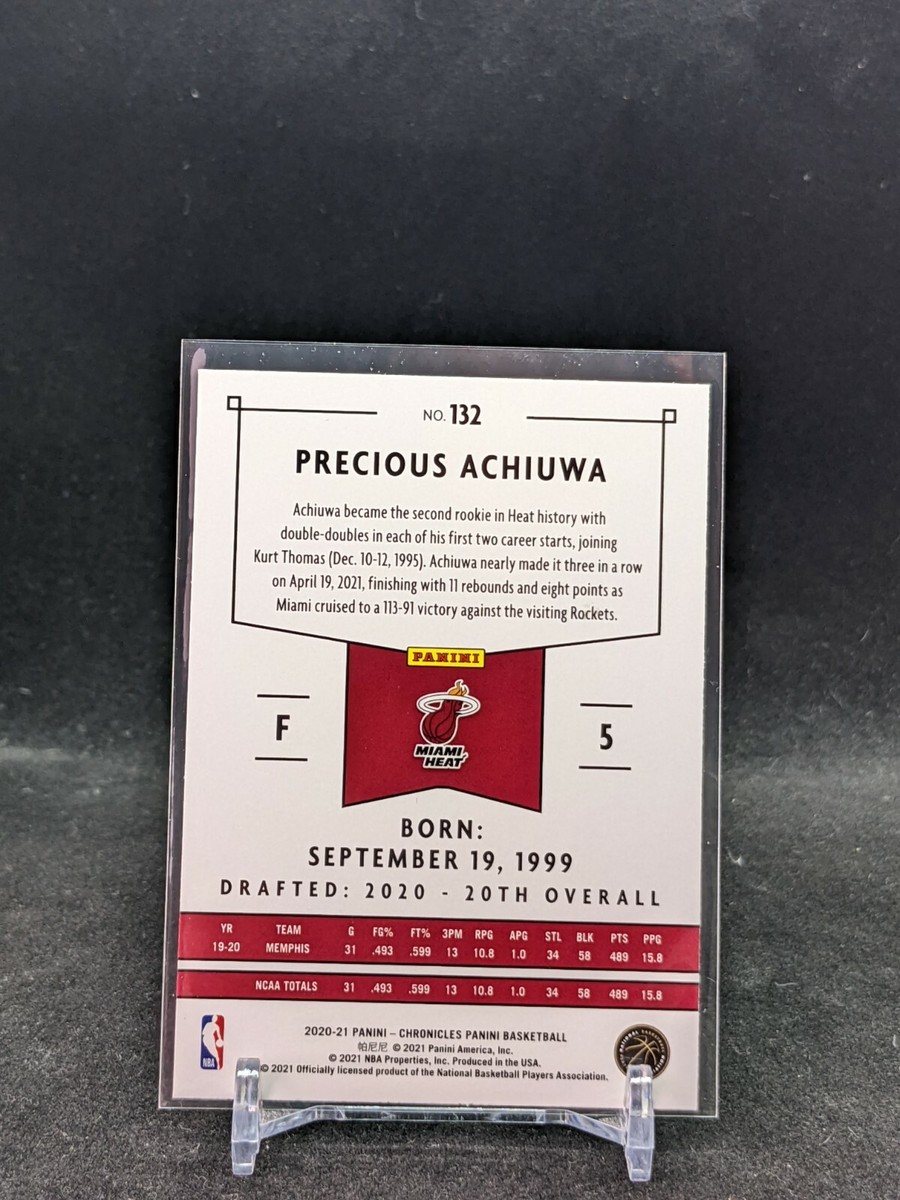 NO. 132
PRECIOUS ACHIUWA
Achiuwa became the second rookie in Heat history with
double-doubles in each of his first two career starts, joining
Kurt Thomas (Dec. 10-12, 1995). Achiuwa nearly made it three in a row
on April 19, 2021, finishing with 11 rebounds and eight points as
Miami cruised to a 113-91 victory against the visiting Rockets.
PANINI
F
MIAMI
HEAT
5
BORN:
SEPTEMBER 19, 1999
DRAFTED: 2020 - 20TH OVERALL
YR TEAM G FG% FT% 3PM RPG APG STL BLK PTS PPG
19-20 MEMPHIS 31 .493 .599 13 10.8 1.0 34 58 489 15.8
NCAA TOTALS 31 .493 .599 13 10.8 1.0 34 58 489 15.8
2020-21 PANINI – CHRONICLES PANINI BASKETBALL
帕尼尼 © 2021 Panini America, Inc.
© 2021 NBA Properties, Inc. Produced in the USA.
© 2021 Officially licensed product of the National Basketball Players Association.
NBA